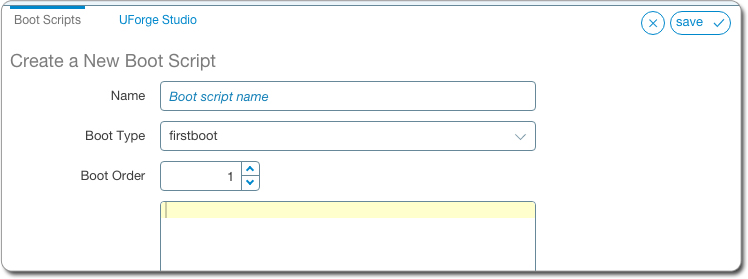 Boot Scripts UForge Studio
save
Create a New Boot Script
Name Boot script name
Boot Type firstboot
Boot Order 1